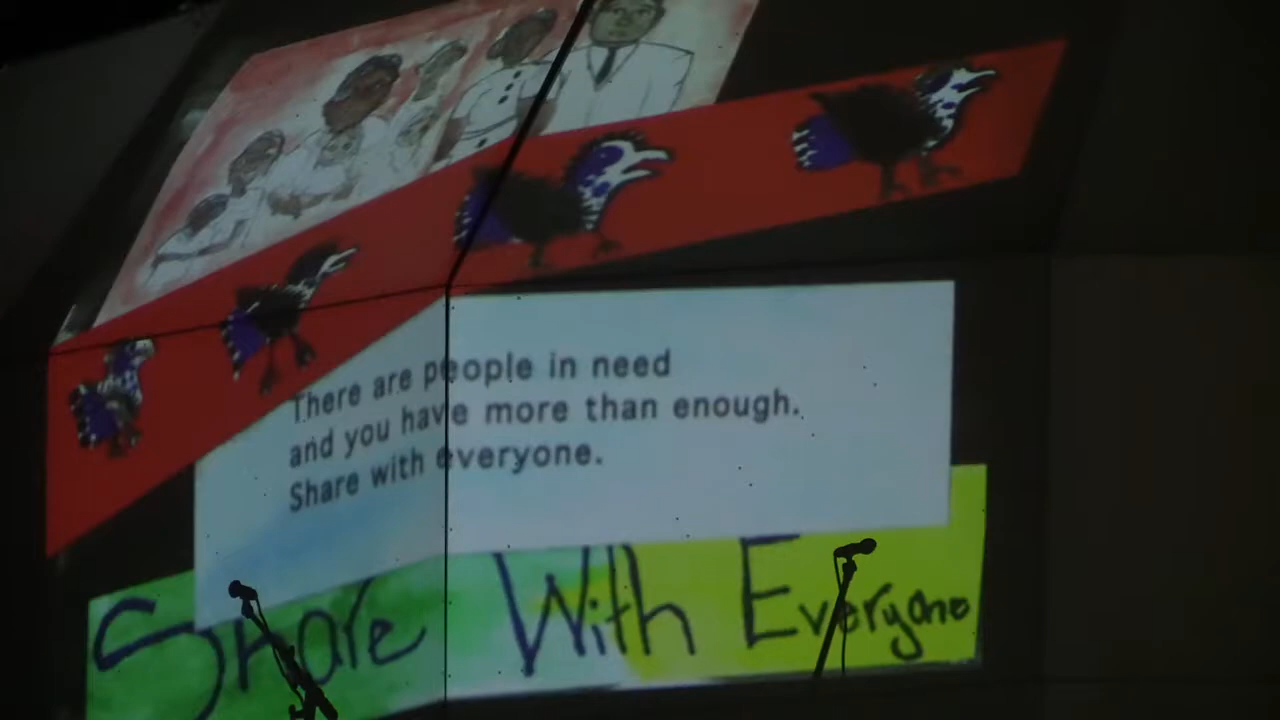 There are people in need
and you have more than enough.
Share with everyone.
Share With Everyone